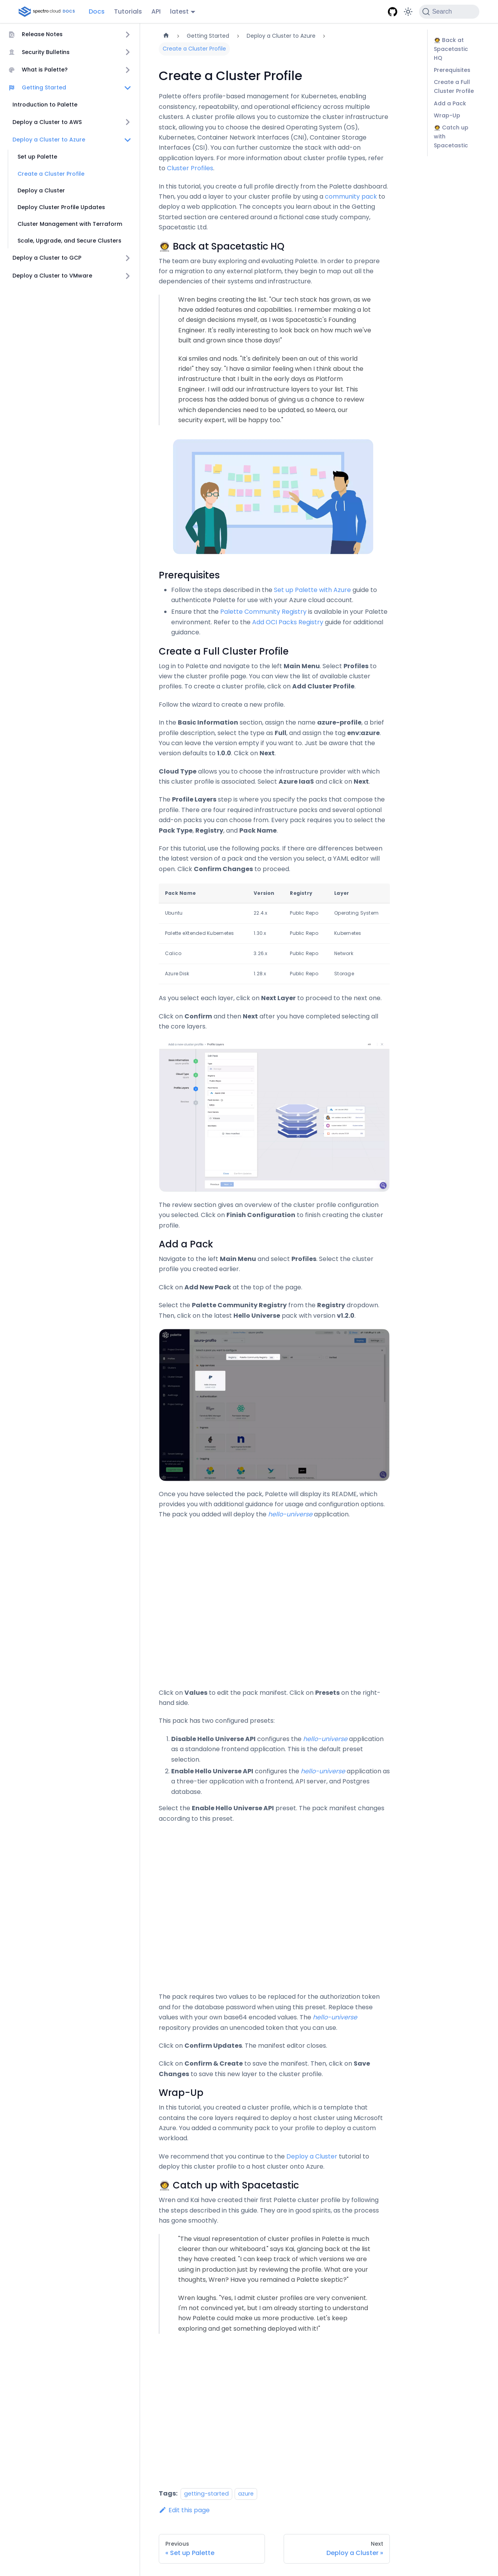 spectro cloud DOCS
Docs
Tutorials
API
latest
Search
Release Notes
Security Bulletins
What is Palette?
Getting Started
Introduction to Palette
Deploy a Cluster to AWS
Deploy a Cluster to Azure
Set up Palette
Create a Cluster Profile
Deploy a Cluster
Deploy Cluster Profile Updates
Cluster Management with Terraform
Scale, Upgrade, and Secure Clusters
Deploy a Cluster to GCP
Deploy a Cluster to VMware
Getting Started
Deploy a Cluster to Azure
Create a Cluster Profile
Create a Cluster Profile
Palette offers profile-based management for Kubernetes, enabling
consistency, repeatability, and operational efficiency across multiple
clusters. A cluster profile allows you to customize the cluster infrastructure
stack, allowing you to choose the desired Operating System (OS),
Kubernetes, Container Network Interfaces (CNI), Container Storage
Interfaces (CSI). You can further customize the stack with add-on
application layers. For more information about cluster profile types, refer
to Cluster Profiles.
In this tutorial, you create a full profile directly from the Palette dashboard.
Then, you add a layer to your cluster profile by using a community pack to
deploy a web application. The concepts you learn about in the Getting
Started section are centered around a fictional case study company,
Spacetastic Ltd.
🧑‍🚀 Back at Spacetastic HQ
The team are busy exploring and evaluating Palette. In order to prepare
for a migration to any external platform, they begin to map out all the
dependencies of their systems and infrastructure.
Wren begins creating the list. "Our tech stack has grown, as we
have added features and capabilities. I remember making a lot
of design decisions myself, as I was Spacetastic's Founding
Engineer. It's really interesting to look back on how much we've
built and grown since those days!"
Kai smiles and nods. "It's definitely been an out of this world
ride!" they say. "I have a similar feeling when I think about the
infrastructure that I built in the early days as Platform
Engineer. I will add our infrastructure layers to your list. This
process has the added bonus of giving us a chance to review
which dependencies need to be updated, so Meera, our
security expert, will be happy too."
Prerequisites
Follow the steps described in the Set up Palette with Azure guide to
authenticate Palette for use with your Azure cloud account.
Ensure that the Palette Community Registry is available in your Palette
environment. Refer to the Add OCI Packs Registry guide for additional
guidance.
Create a Full Cluster Profile
Log in to Palette and navigate to the left Main Menu. Select Profiles to
view the cluster profile page. You can view the list of available cluster
profiles. To create a cluster profile, click on Add Cluster Profile.
Follow the wizard to create a new profile.
In the Basic Information section, assign the name azure-profile, a brief
profile description, select the type as Full, and assign the tag env:azure.
You can leave the version empty if you want to. Just be aware that the
version defaults to 1.0.0. Click on Next.
Cloud Type allows you to choose the infrastructure provider with which
this cluster profile is associated. Select Azure IaaS and click on Next.
The Profile Layers step is where you specify the packs that compose the
profile. There are four required infrastructure packs and several optional
add-on packs you can choose from. Every pack requires you to select the
Pack Type, Registry, and Pack Name.
For this tutorial, use the following packs. If there are differences between
the latest version of a pack and the version you select, a YAML editor will
open. Click Confirm Changes to proceed.
Pack Name Version Registry Layer
Ubuntu 22.4.x Public Repo Operating System
Palette eXtended Kubernetes 1.30.x Public Repo Kubernetes
Calico 3.26.x Public Repo Network
Azure Disk 1.28.x Public Repo Storage
As you select each layer, click on Next Layer to proceed to the next one.
Click on Confirm and then Next after you have completed selecting all
the core layers.
The review section gives an overview of the cluster profile configuration
you selected. Click on Finish Configuration to finish creating the cluster
profile.
Add a Pack
Navigate to the left Main Menu and select Profiles. Select the cluster
profile you created earlier.
Click on Add New Pack at the top of the page.
Select the Palette Community Registry from the Registry dropdown.
Then, click on the latest Hello Universe pack with version v1.2.0.
azure-profile
Once you have selected the pack, Palette will display its README, which
provides you with additional guidance for usage and configuration options.
The pack you added will deploy the hello-universe application.
Click on Values to edit the pack manifest. Click on Presets on the right-
hand side.
This pack has two configured presets:
1. Disable Hello Universe API configures the hello-universe application
as a standalone frontend application. This is the default preset
selection.
2. Enable Hello Universe API configures the hello-universe application as
a three-tier application with a frontend, API server, and Postgres
database.
Select the Enable Hello Universe API preset. The pack manifest changes
according to this preset.
The pack requires two values to be replaced for the authorization token
and for the database password when using this preset. Replace these
values with your own base64 encoded values. The hello-universe
repository provides an unencoded token that you can use.
Click on Confirm Updates. The manifest editor closes.
Click on Confirm & Create to save the manifest. Then, click on Save
Changes to save this new layer to the cluster profile.
Wrap-Up
In this tutorial, you created a cluster profile, which is a template that
contains the core layers required to deploy a host cluster using Microsoft
Azure. You added a community pack to your profile to deploy a custom
workload.
We recommend that you continue to the Deploy a Cluster tutorial to
deploy this cluster profile to a host cluster onto Azure.
🧑‍🚀 Catch up with Spacetastic
Wren and Kai have created their first Palette cluster profile by following
the steps described in this guide. They are in good spirits, as the process
has gone smoothly.
"The visual representation of cluster profiles in Palette is much
clearer than our whiteboard." says Kai, glancing back at the list
they have created. "I can keep track of which versions we are
using in production just by reviewing the profile. What are your
thoughts, Wren? Have you remained a Palette skeptic?"
Wren laughs. "Yes, I admit cluster profiles are very convenient.
I'm not convinced yet, but I am already starting to understand
how Palette could make us more productive. Let's keep
exploring and get something deployed with it!"
Tags: getting-started azure
Edit this page
Previous
« Set up Palette
Next
Deploy a Cluster »
🧑‍🚀 Back at
Spacetastic
HQ
Prerequisites
Create a Full
Cluster Profile
Add a Pack
Wrap-Up
🧑‍🚀 Catch up
with
Spacetastic